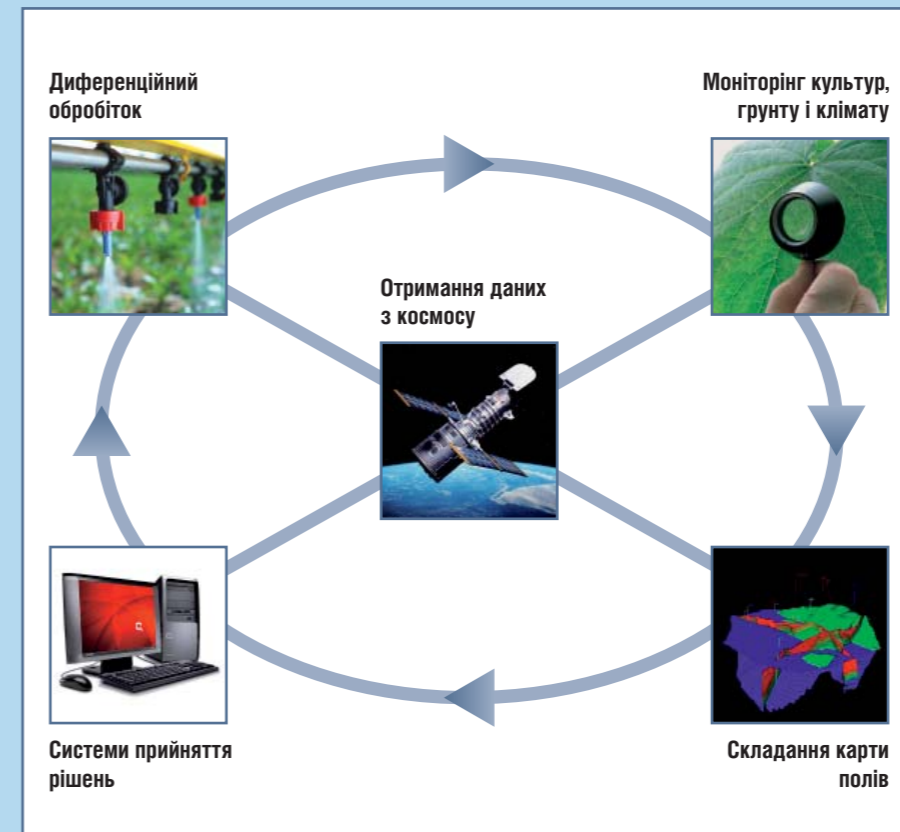 Диференційний
обробіток
Моніторінг культур,
грунту і клімату
Отримання даних
з космосу
Системи прийняття
рішень
Складання карти
полів